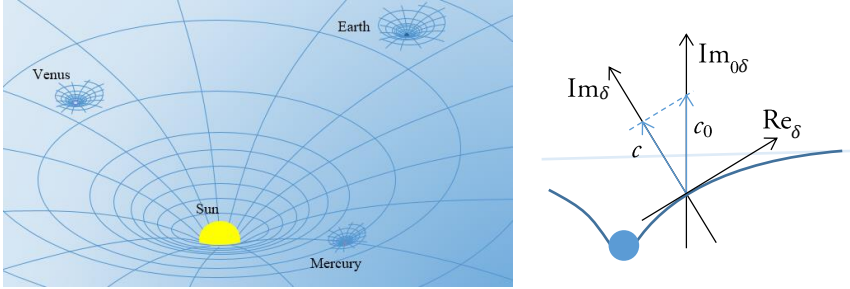 Earth
Venus
Sun
Mercury
Im₀δ
Imδ
c₀
c
Reδ